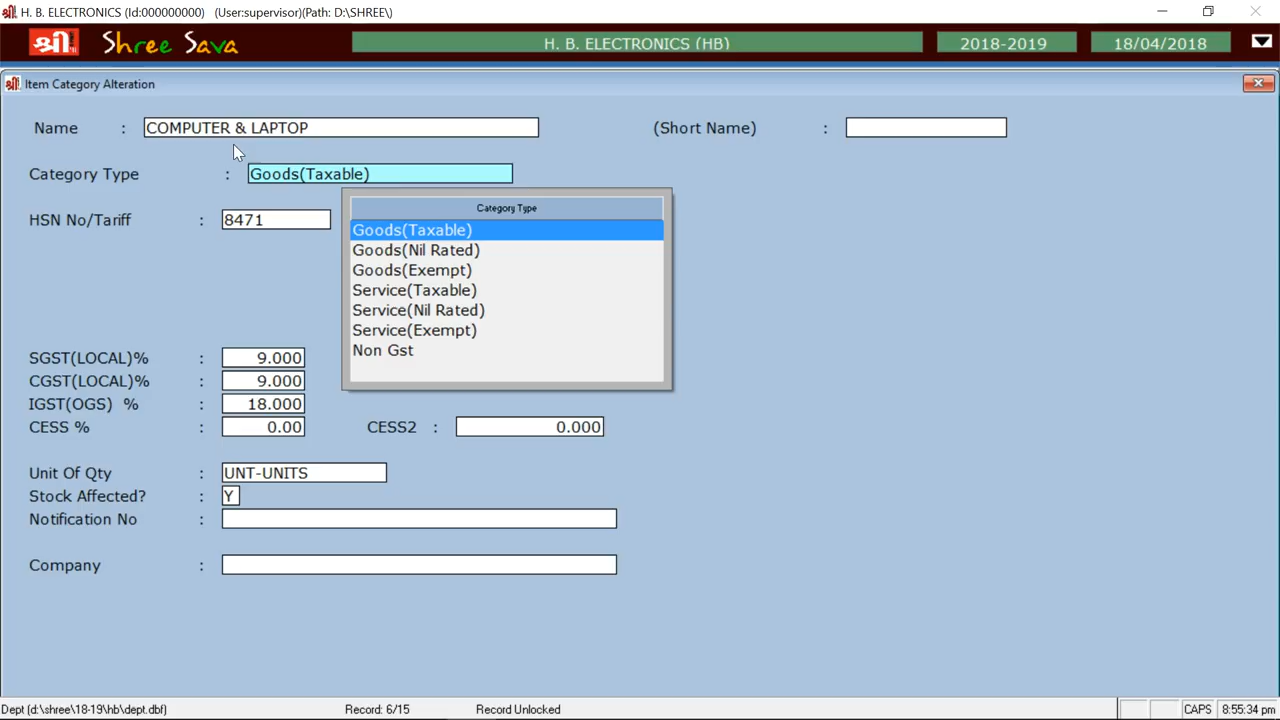 श्री H. B. ELECTRONICS (Id:000000000) (User:supervisor)(Path: D:\SHREE\)
श्री Shree Sava H. B. ELECTRONICS (HB) 2018-2019 18/04/2018
श्री Item Category Alteration
Name : COMPUTER & LAPTOP (Short Name) :
Category Type : Goods(Taxable)
HSN No/Tariff : 8471
Category Type
Goods(Taxable)
Goods(Nil Rated)
Goods(Exempt)
Service(Taxable)
Service(Nil Rated)
Service(Exempt)
Non Gst
SGST(LOCAL)% : 9.000
CGST(LOCAL)% : 9.000
IGST(OGS) % : 18.000
CESS % : 0.00 CESS2 : 0.000
Unit Of Qty : UNT-UNITS
Stock Affected? : Y
Notification No :
Company :
Dept (d:\shree\18-19\hb\dept.dbf) Record: 6/15 Record Unlocked CAPS 8:55:34 pm